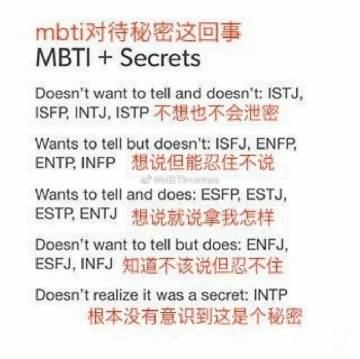 mbti对待秘密这回事
MBTI + Secrets
Doesn't want to tell and doesn't: ISTJ,
ISFP, INTJ, ISTP 不想也不会泄密
Wants to tell but doesn't: ISFJ, ENFP,
ENTP, INFP 想说但能忍住不说
Wants to tell and does: ESFP, ESTJ,
ESTP, ENTJ 想说就说拿我怎样
Doesn't want to tell but does: ENFJ,
ESFJ, INFJ 知道不该说但忍不住
Doesn't realize it was a secret: INTP
根本没有意识到这是个秘密